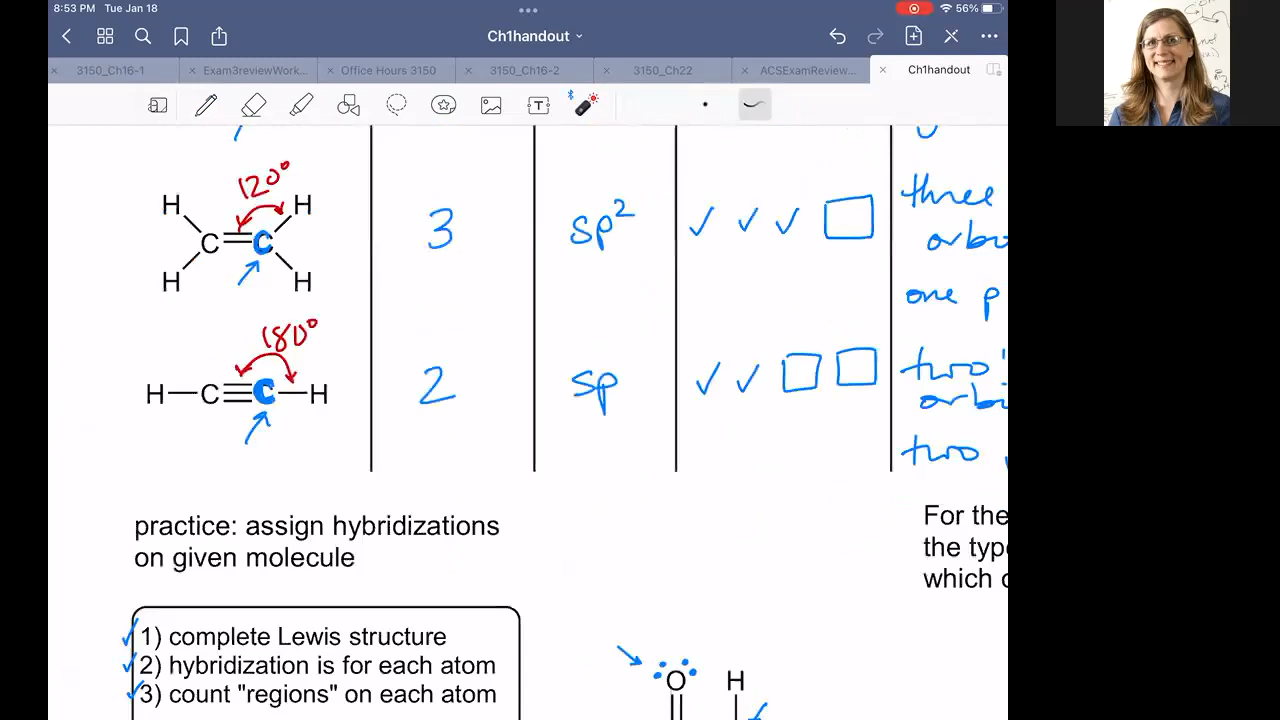 8:53 PM Tue Jan 18
56%
Ch1handout
3150_Ch16-1
Exam3reviewWork...
Office Hours 3150
3150_Ch16-2
3150_Ch22
ACSExamReview...
Ch1handout
T
120°
H H
C=C
H H
3
sp²
✓ ✓ ✓ □
three
one p
180°
H—C≡C—H
2
sp
✓ ✓ □ □
two
two
practice: assign hybridizations
on given molecule
For the
which
1) complete Lewis structure
2) hybridization is for each atom
3) count "regions" on each atom
O H